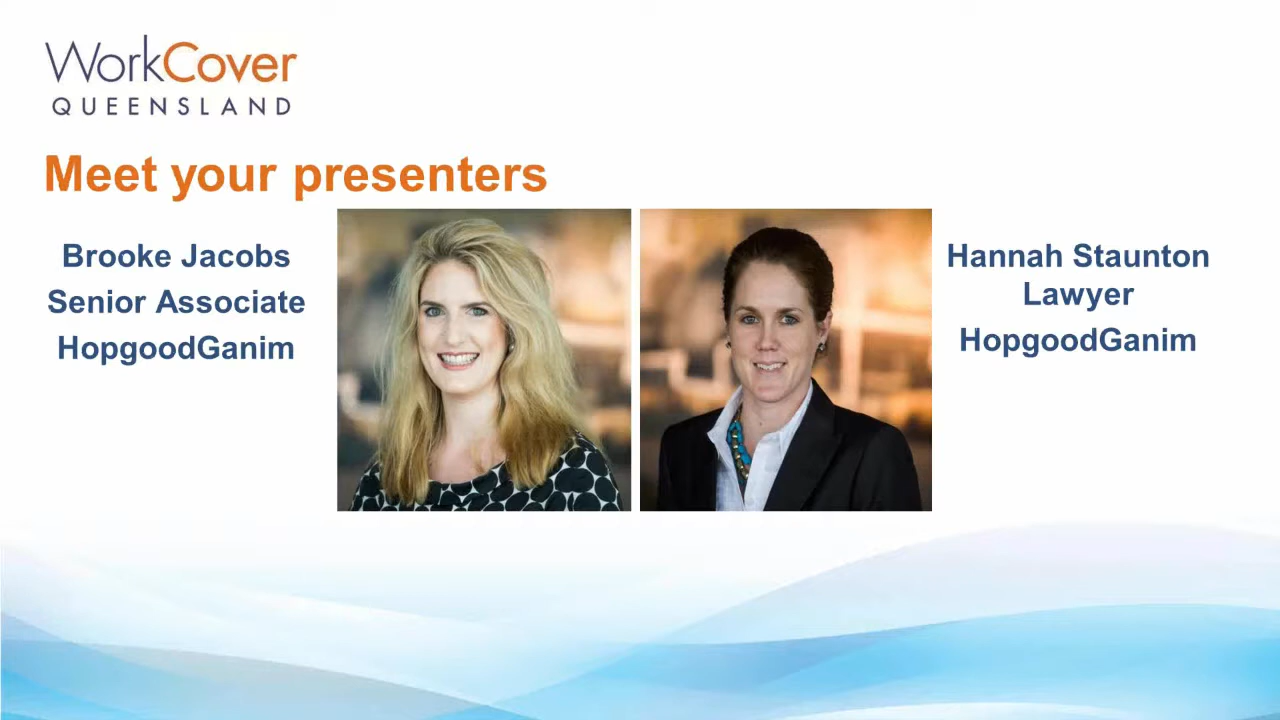 WorkCover
QUEENSLAND
Meet your presenters
Brooke Jacobs
Senior Associate
HopgoodGanim
Hannah Staunton
Lawyer
HopgoodGanim